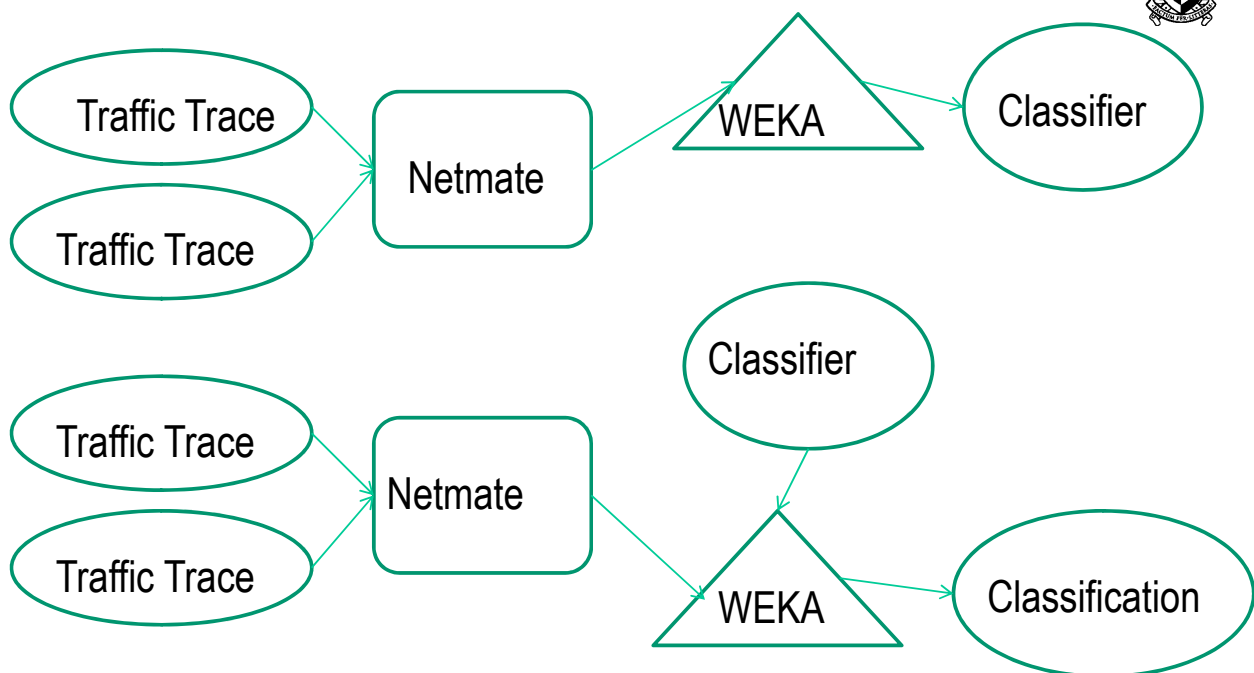 Traffic Trace
Netmate
WEKA
Classifier
Traffic Trace
Classifier
Traffic Trace
Netmate
Traffic Trace
WEKA
Classification